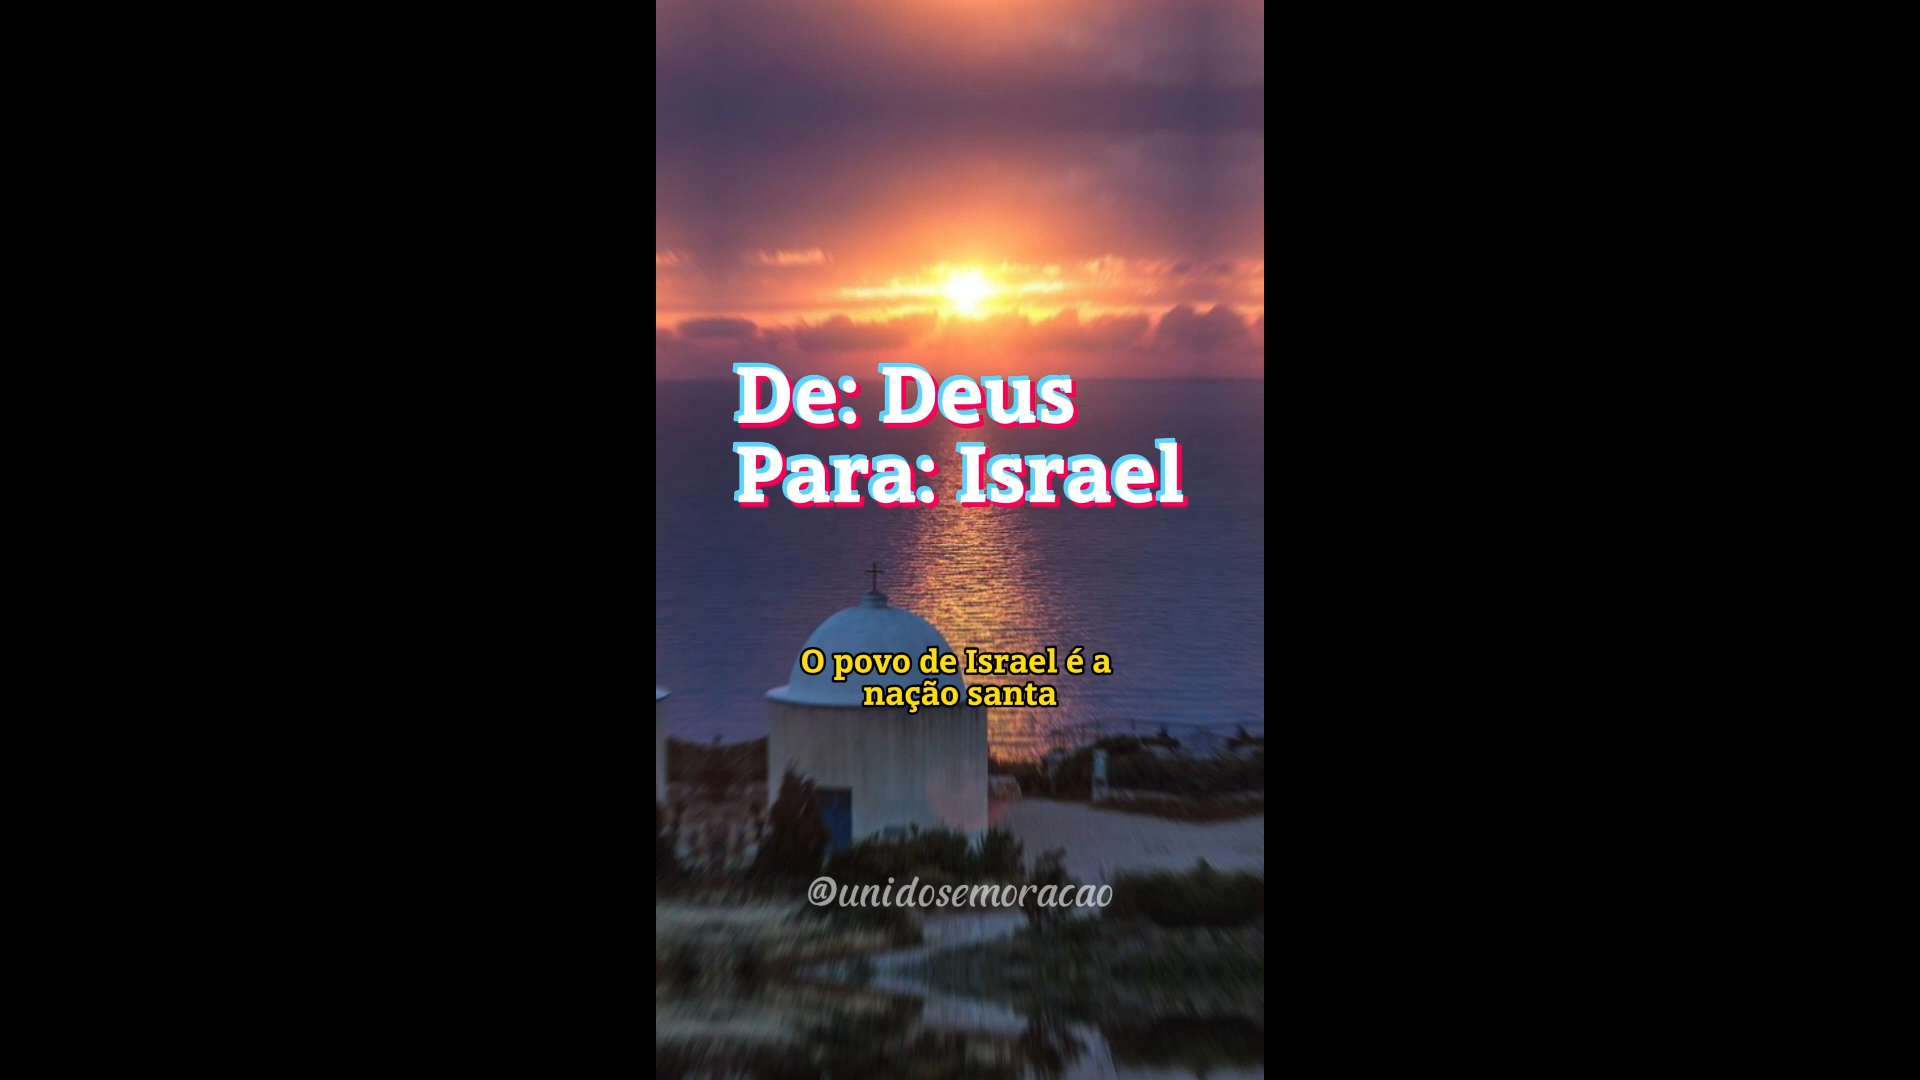 De: Deus
Para: Israel
O povo de Israel é a
nação santa
@unidosemoracao